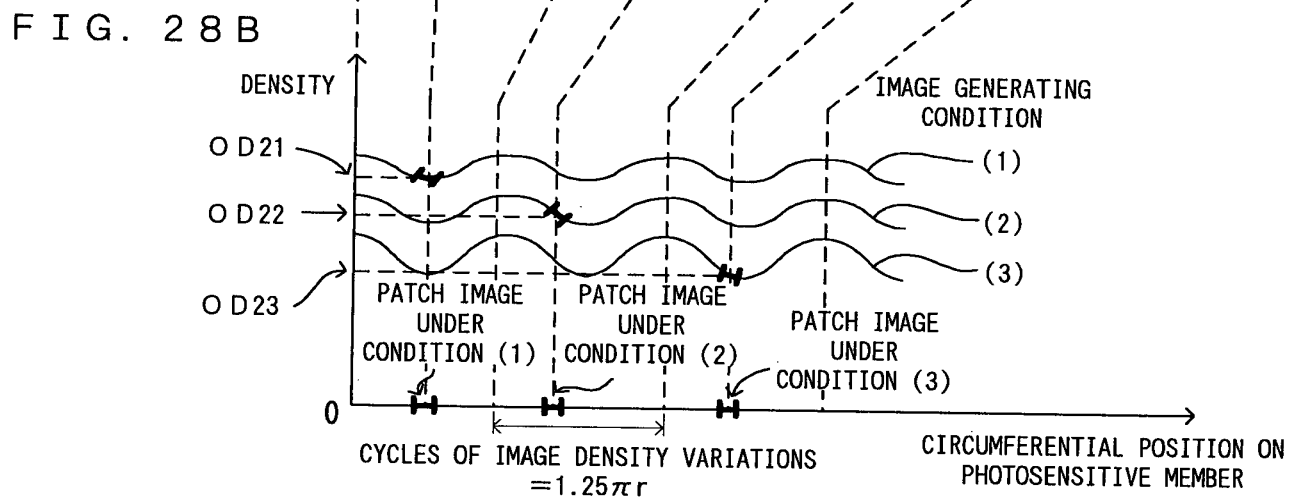 FIG. 28B
DENSITY
IMAGE GENERATING
CONDITION
OD21
(1)
OD22
(2)
OD23
(3)
PATCH IMAGE
UNDER
CONDITION (1)
PATCH IMAGE
UNDER
CONDITION (2)
PATCH IMAGE
UNDER
CONDITION (3)
0
CYCLES OF IMAGE DENSITY VARIATIONS
=1.25πr
CIRCUMFERENTIAL POSITION ON
PHOTOSENSITIVE MEMBER